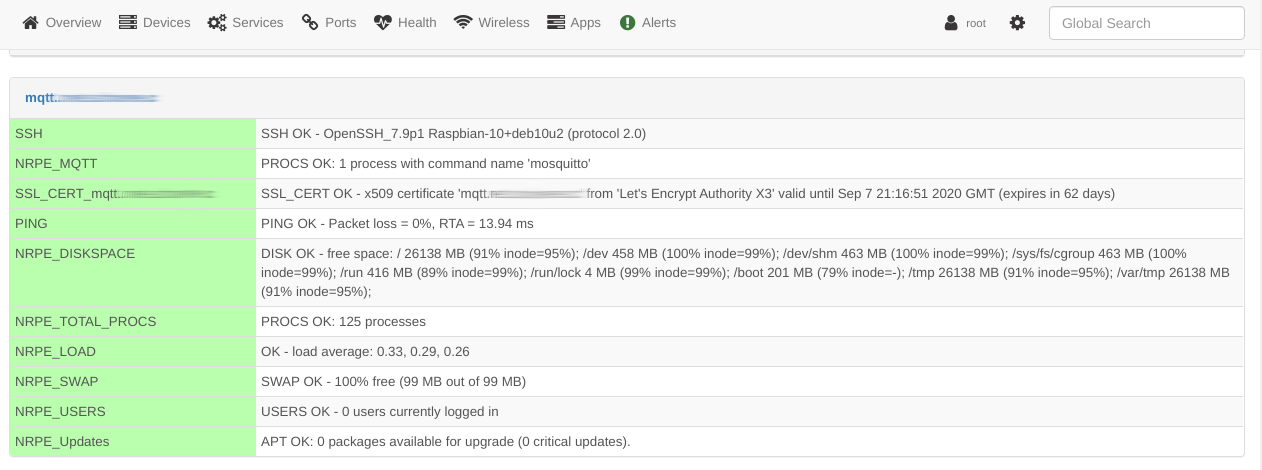 Overview Devices Services Ports Health Wireless Apps Alerts root Global Search
mqtt.
SSH SSH OK - OpenSSH_7.9p1 Raspbian-10+deb10u2 (protocol 2.0)
NRPE_MQTT PROCS OK: 1 process with command name 'mosquitto'
SSL_CERT_mqtt. SSL_CERT OK - x509 certificate 'mqtt. from 'Let's Encrypt Authority X3' valid until Sep 7 21:16:51 2020 GMT (expires in 62 days)
PING PING OK - Packet loss = 0%, RTA = 13.94 ms
NRPE_DISKSPACE DISK OK - free space: / 26138 MB (91% inode=95%); /dev 458 MB (100% inode=99%); /dev/shm 463 MB (100% inode=99%); /sys/fs/cgroup 463 MB (100%
inode=99%); /run 416 MB (89% inode=99%); /run/lock 4 MB (99% inode=99%); /boot 201 MB (79% inode=-); /tmp 26138 MB (91% inode=95%); /var/tmp 26138 MB
(91% inode=95%);
NRPE_TOTAL_PROCS PROCS OK: 125 processes
NRPE_LOAD OK - load average: 0.33, 0.29, 0.26
NRPE_SWAP SWAP OK - 100% free (99 MB out of 99 MB)
NRPE_USERS USERS OK - 0 users currently logged in
NRPE_Updates APT OK: 0 packages available for upgrade (0 critical updates).